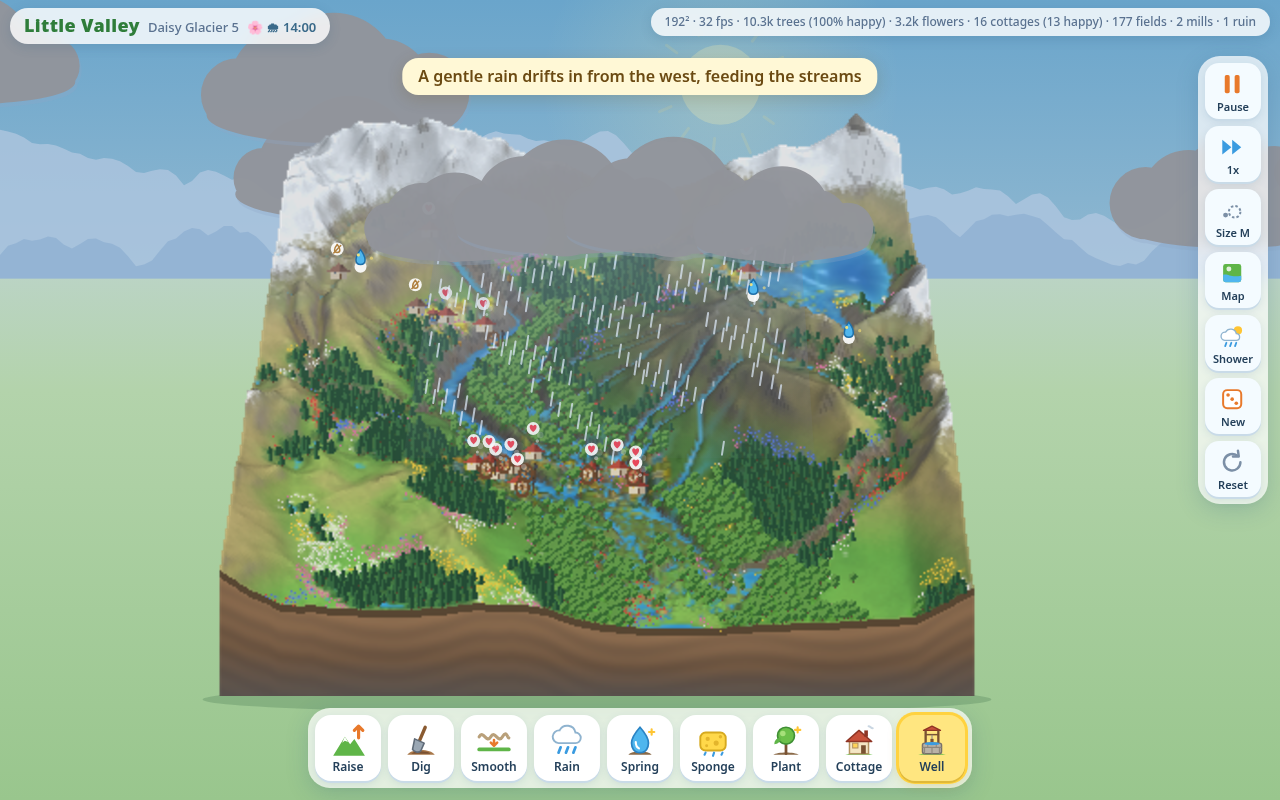 Little Valley Daisy Glacier 5 14:00
192² · 32 fps · 10.3k trees (100% happy) · 3.2k flowers · 16 cottages (13 happy) · 177 fields · 2 mills · 1 ruin
A gentle rain drifts in from the west, feeding the streams
Pause
1x
Size M
Map
Shower
New
Reset
Raise
Dig
Smooth
Rain
Spring
Sponge
Plant
Cottage
Well